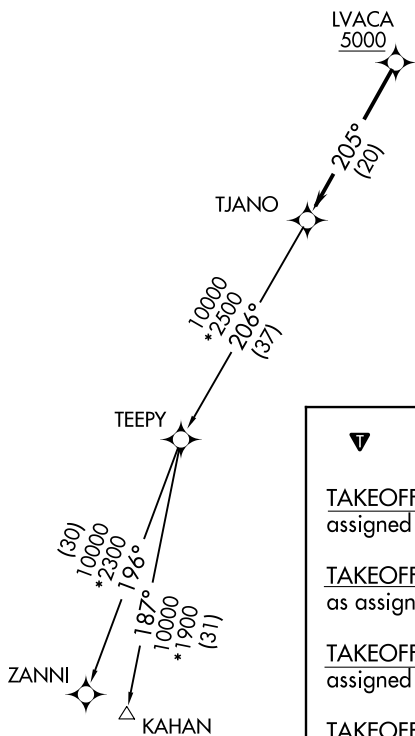 LVACA
5000
205°
(20)
TJANO
10000
*2500
206°
(37)
TEEPY
(30)
10000
*2300
196°
187°
10000
*1900
(31)
ZANNI
KAHAN
T
TAKEOFF
assigned
TAKEOFF
as assign
TAKEOFF
assigned
TAKEOFF